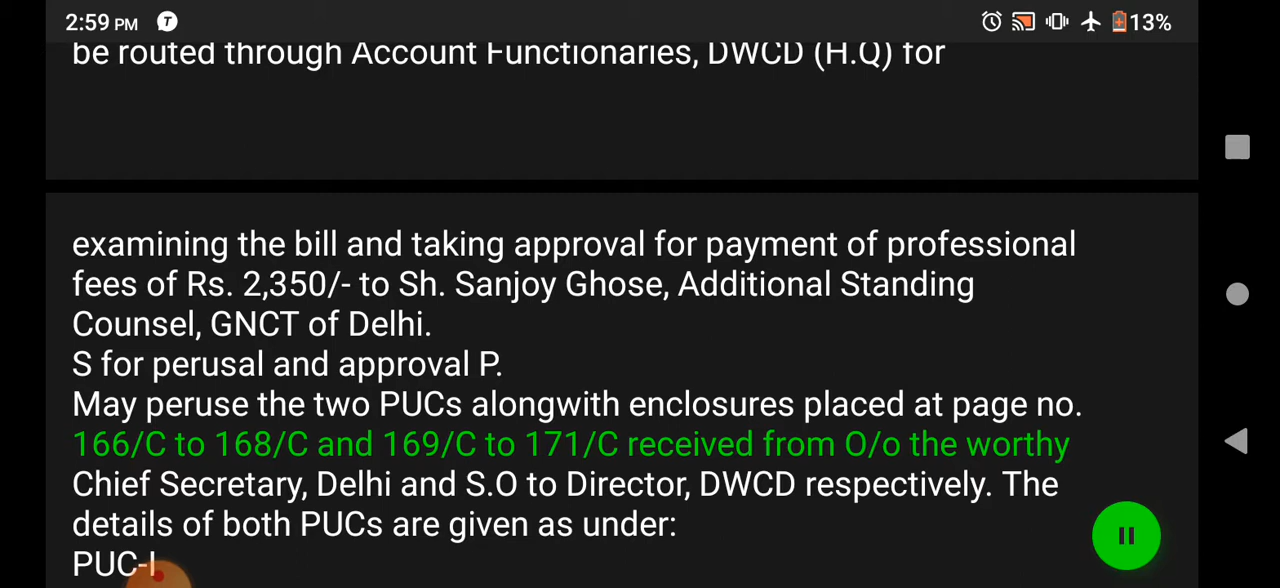 2:59 PM
13%
be routed through Account Functionaries, DWCD (H.Q) for
examining the bill and taking approval for payment of professional
fees of Rs. 2,350/- to Sh. Sanjoy Ghose, Additional Standing
Counsel, GNCT of Delhi.
S for perusal and approval P.
May peruse the two PUCs alongwith enclosures placed at page no.
166/C to 168/C and 169/C to 171/C received from O/o the worthy
Chief Secretary, Delhi and S.O to Director, DWCD respectively. The
details of both PUCs are given as under:
PUC-I